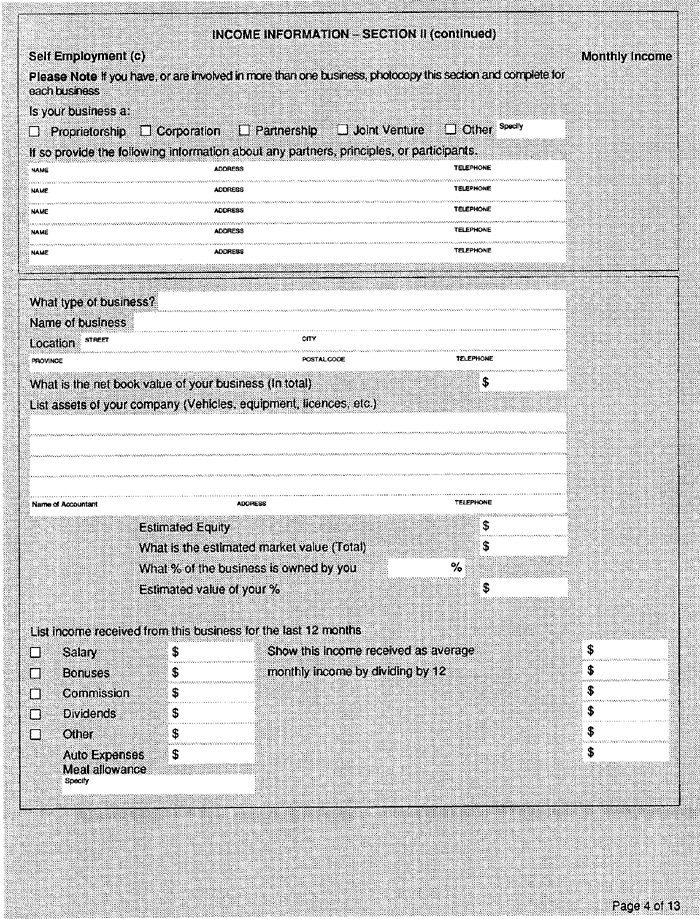 INCOME INFORMATION – SECTION II (continued)
Self Employment (c) Monthly Income
Please Note If you have, or are involved in more than one business, photocopy this section and complete for
each business
Is your business a:
Proprietorship Corporation Partnership Joint Venture Other Specify
If so provide the following information about any partners, principles, or participants.
NAME ADDRESS TELEPHONE
NAME ADDRESS TELEPHONE
NAME ADDRESS TELEPHONE
NAME ADDRESS TELEPHONE
NAME ADDRESS TELEPHONE
What type of business?
Name of business
Location STREET CITY
PROVINCE POSTAL CODE TELEPHONE
What is the net book value of your business (In total) $
List assets of your company (Vehicles, equipment, licences, etc.)
Name of Accountant ADDRESS TELEPHONE
Estimated Equity $
What is the estimated market value (Total) $
What % of the business is owned by you %
Estimated value of your % $
List income received from this business for the last 12 months
Salary $ Show this income received as average $
Bonuses $ monthly income by dividing by 12 $
Commission $ $
Dividends $ $
Other $ $
Auto Expenses $ $
Meal allowance
Specify
Page 4 of 13